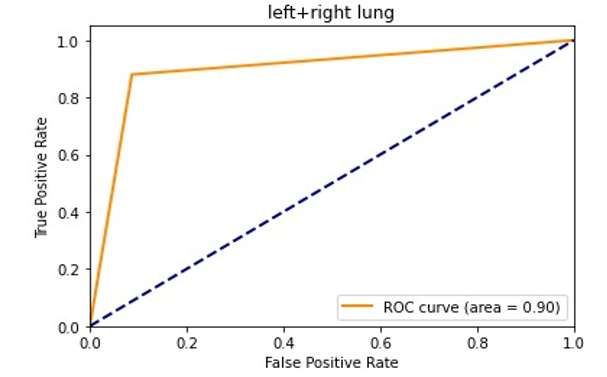 left+right lung
1.0
0.8
0.6
0.4
0.2
0.0
True Positive Rate
ROC curve (area = 0.90)
0.0 0.2 0.4 0.6 0.8 1.0
False Positive Rate